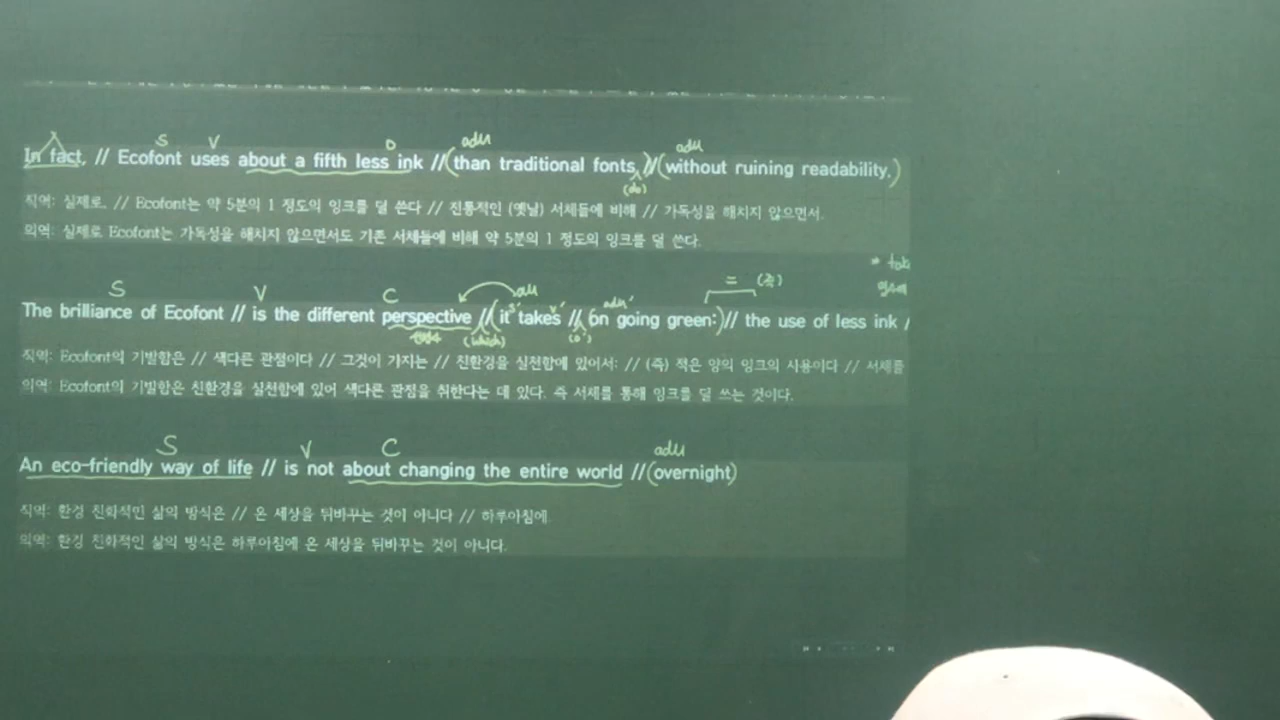 S V O adv adv
In fact, // Ecofont uses about a fifth less ink //(than traditional fonts, )//(without ruining readability.)
(do)
직역: 실제로, // Ecofont는 약 5분의 1 정도의 잉크를 덜 쓴다 // 전통적인 (옛날) 서체들에 비해 // 가독성을 해치지 않으면서.
의역: 실제로 Ecofont는 가독성을 해치지 않으면서도 기존 서체들에 비해 약 5분의 1 정도의 잉크를 덜 쓴다.
S V C s' v' adv' = (즉)
The brilliance of Ecofont // is the different perspective //(it takes // (on going green:)// the use of less ink /
(which) (o')
직역: Ecofont의 기발함은 // 색다른 관점이다 // 그것이 가지는 // 친환경을 실천함에 있어서: // (즉) 적은 양의 잉크의 사용이다 // 서체를
의역: Ecofont의 기발함은 친환경을 실천함에 있어 색다른 관점을 취한다는 데 있다. 즉 서체를 통해 잉크를 덜 쓰는 것이다.
S V C adv
An eco-friendly way of life // is not about changing the entire world //(overnight)
직역: 환경 친화적인 삶의 방식은 // 온 세상을 뒤바꾸는 것이 아니다 // 하루아침에
의역: 환경 친화적인 삶의 방식은 하루아침에 온 세상을 뒤바꾸는 것이 아니다.